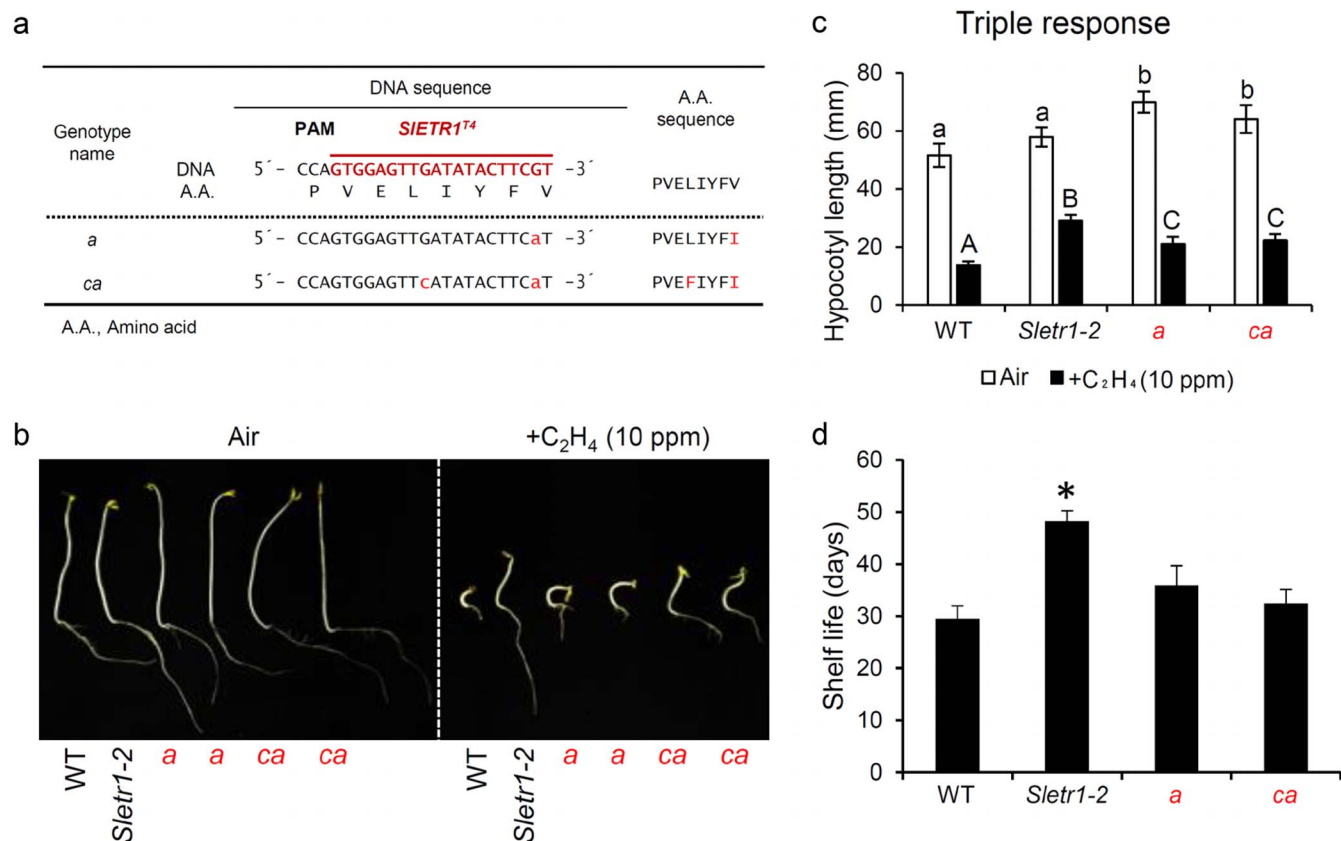 a
DNA sequence
A.A.
sequence
Genotype
name
PAM
SlETR1ᵀ⁴
DNA
5´ - CCAGTGGAGTTGATATACTTCGT -3´
A.A.
P V E L I Y F V
PVELIYFV
a
5´ - CCAGTGGAGTTGATATACTTCaT -3´
PVELIYFI
ca
5´ - CCAGTGGAGTTcATATACTTCaT -3´
PVEFIYFI
A.A., Amino acid
b
Air
+C₂H₄ (10 ppm)
WT
Sletr1-2
a
a
ca
ca
WT
Sletr1-2
a
a
ca
ca
c
Triple response
Hypocotyl length (mm)
80
60
40
20
0
a
A
a
B
b
C
b
C
WT
Sletr1-2
a
ca
Air
+C₂H₄ (10 ppm)
d
Shelf life (days)
60
50
40
30
20
10
0
*
WT
Sletr1-2
a
ca